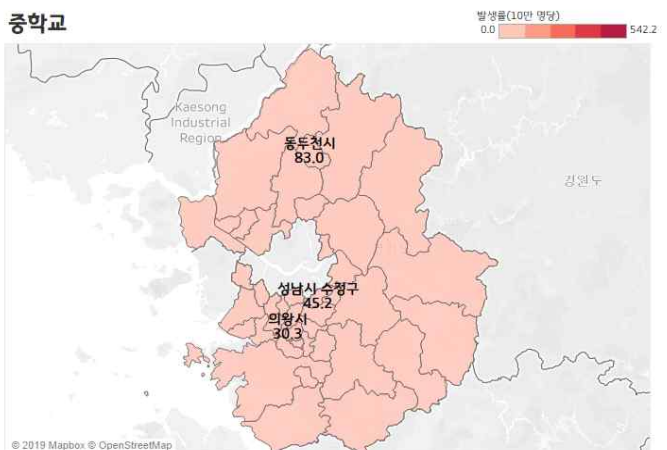 중학교
발생률(10만 명당)
0.0 542.2
Kaesong
Industrial
Region
동두천시
83.0
강원도
성남시 수정구
45.2
의왕시
30.3
© 2019 Mapbox © OpenStreetMap